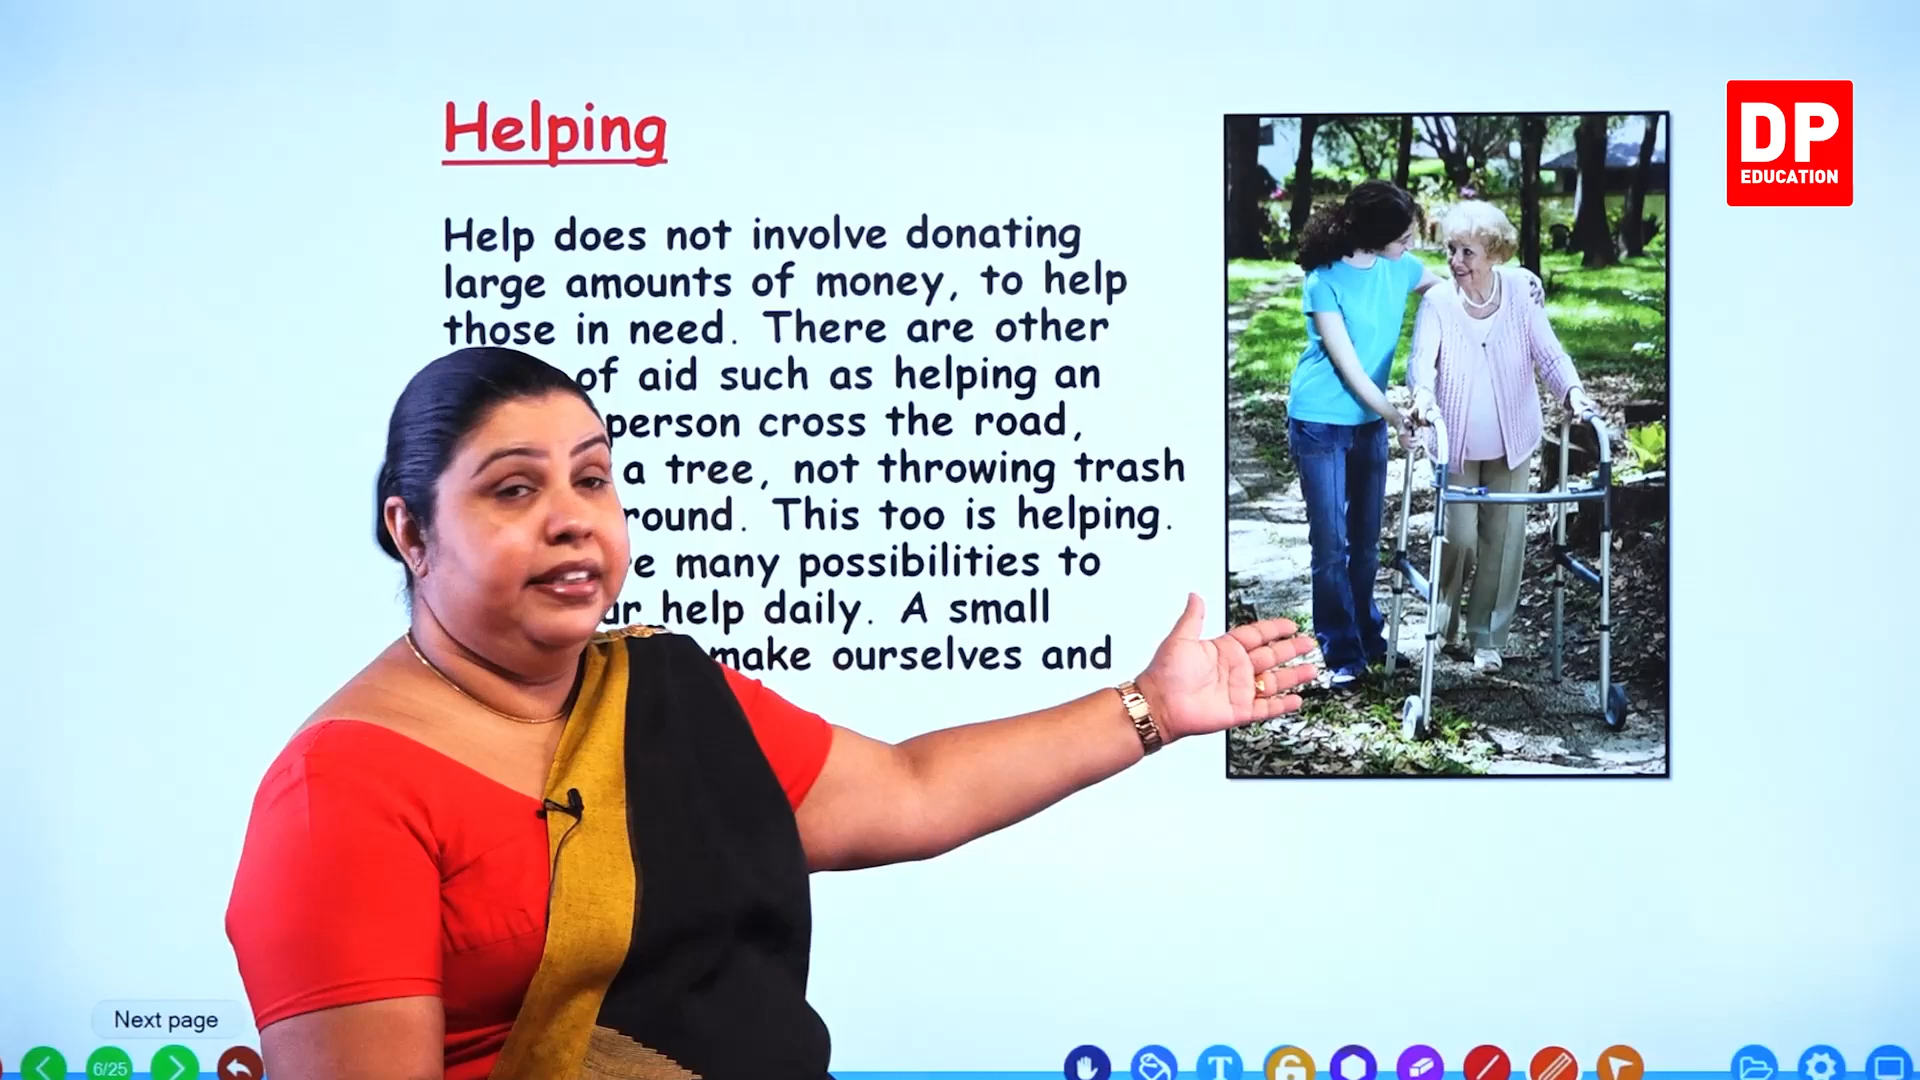 Helping
DP
EDUCATION
Help does not involve donating
large amounts of money, to help
those in need. There are other
of aid such as helping an
person cross the road,
a tree, not throwing trash
round. This too is helping.
many possibilities to
help daily. A small
make ourselves and
Next page
6/25
T